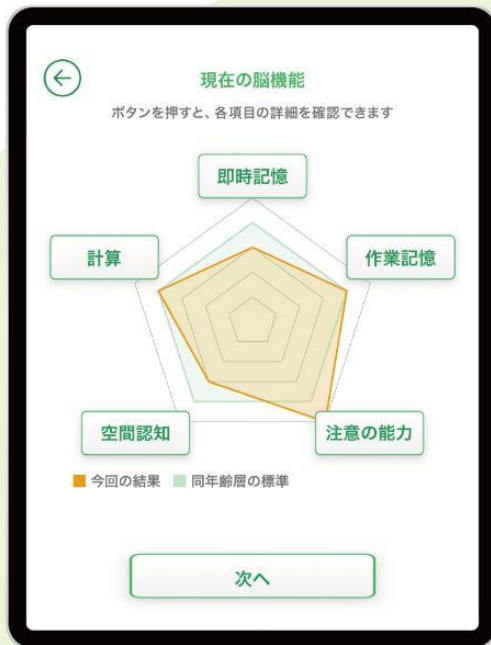 現在の脳機能
ボタンを押すと、各項目の詳細を確認できます
即時記憶
計算
作業記憶
空間認知
注意の能力
今回の結果 同年齢層の標準
次へ